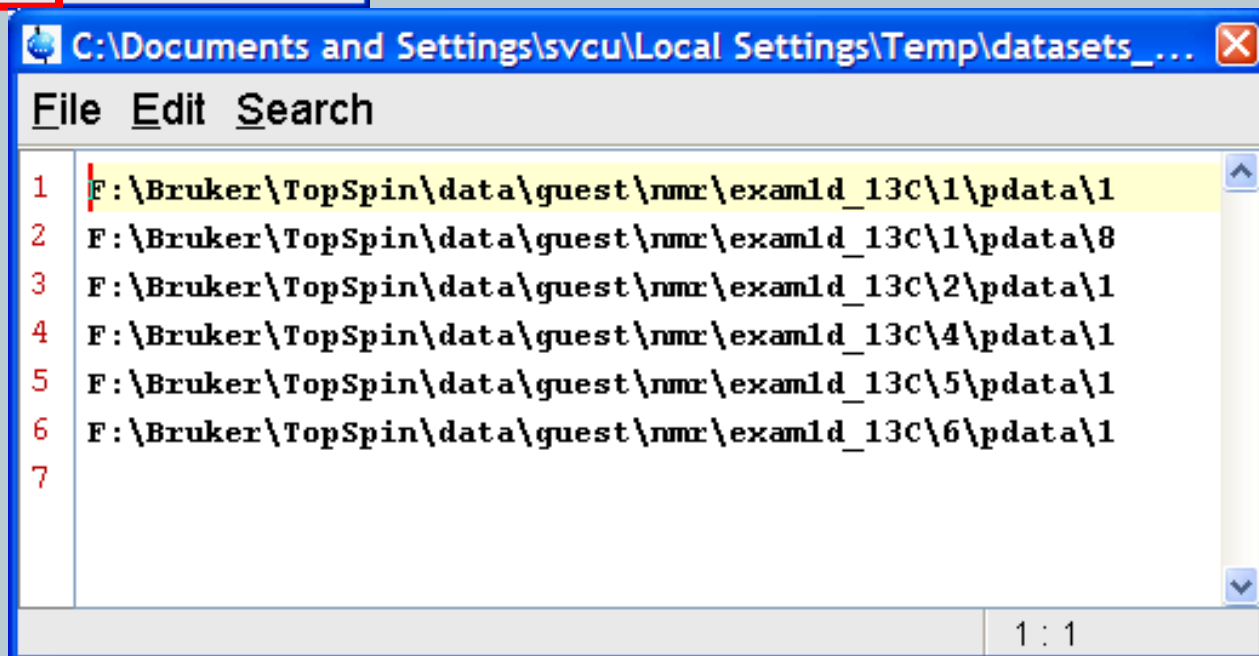 C:\Documents and Settings\svcu\Local Settings\Temp\datasets_...
File Edit Search
1 F:\Bruker\TopSpin\data\guest\nmr\exam1d_13C\1\pdata\1
2 F:\Bruker\TopSpin\data\guest\nmr\exam1d_13C\1\pdata\8
3 F:\Bruker\TopSpin\data\guest\nmr\exam1d_13C\2\pdata\1
4 F:\Bruker\TopSpin\data\guest\nmr\exam1d_13C\4\pdata\1
5 F:\Bruker\TopSpin\data\guest\nmr\exam1d_13C\5\pdata\1
6 F:\Bruker\TopSpin\data\guest\nmr\exam1d_13C\6\pdata\1
7
1 : 1